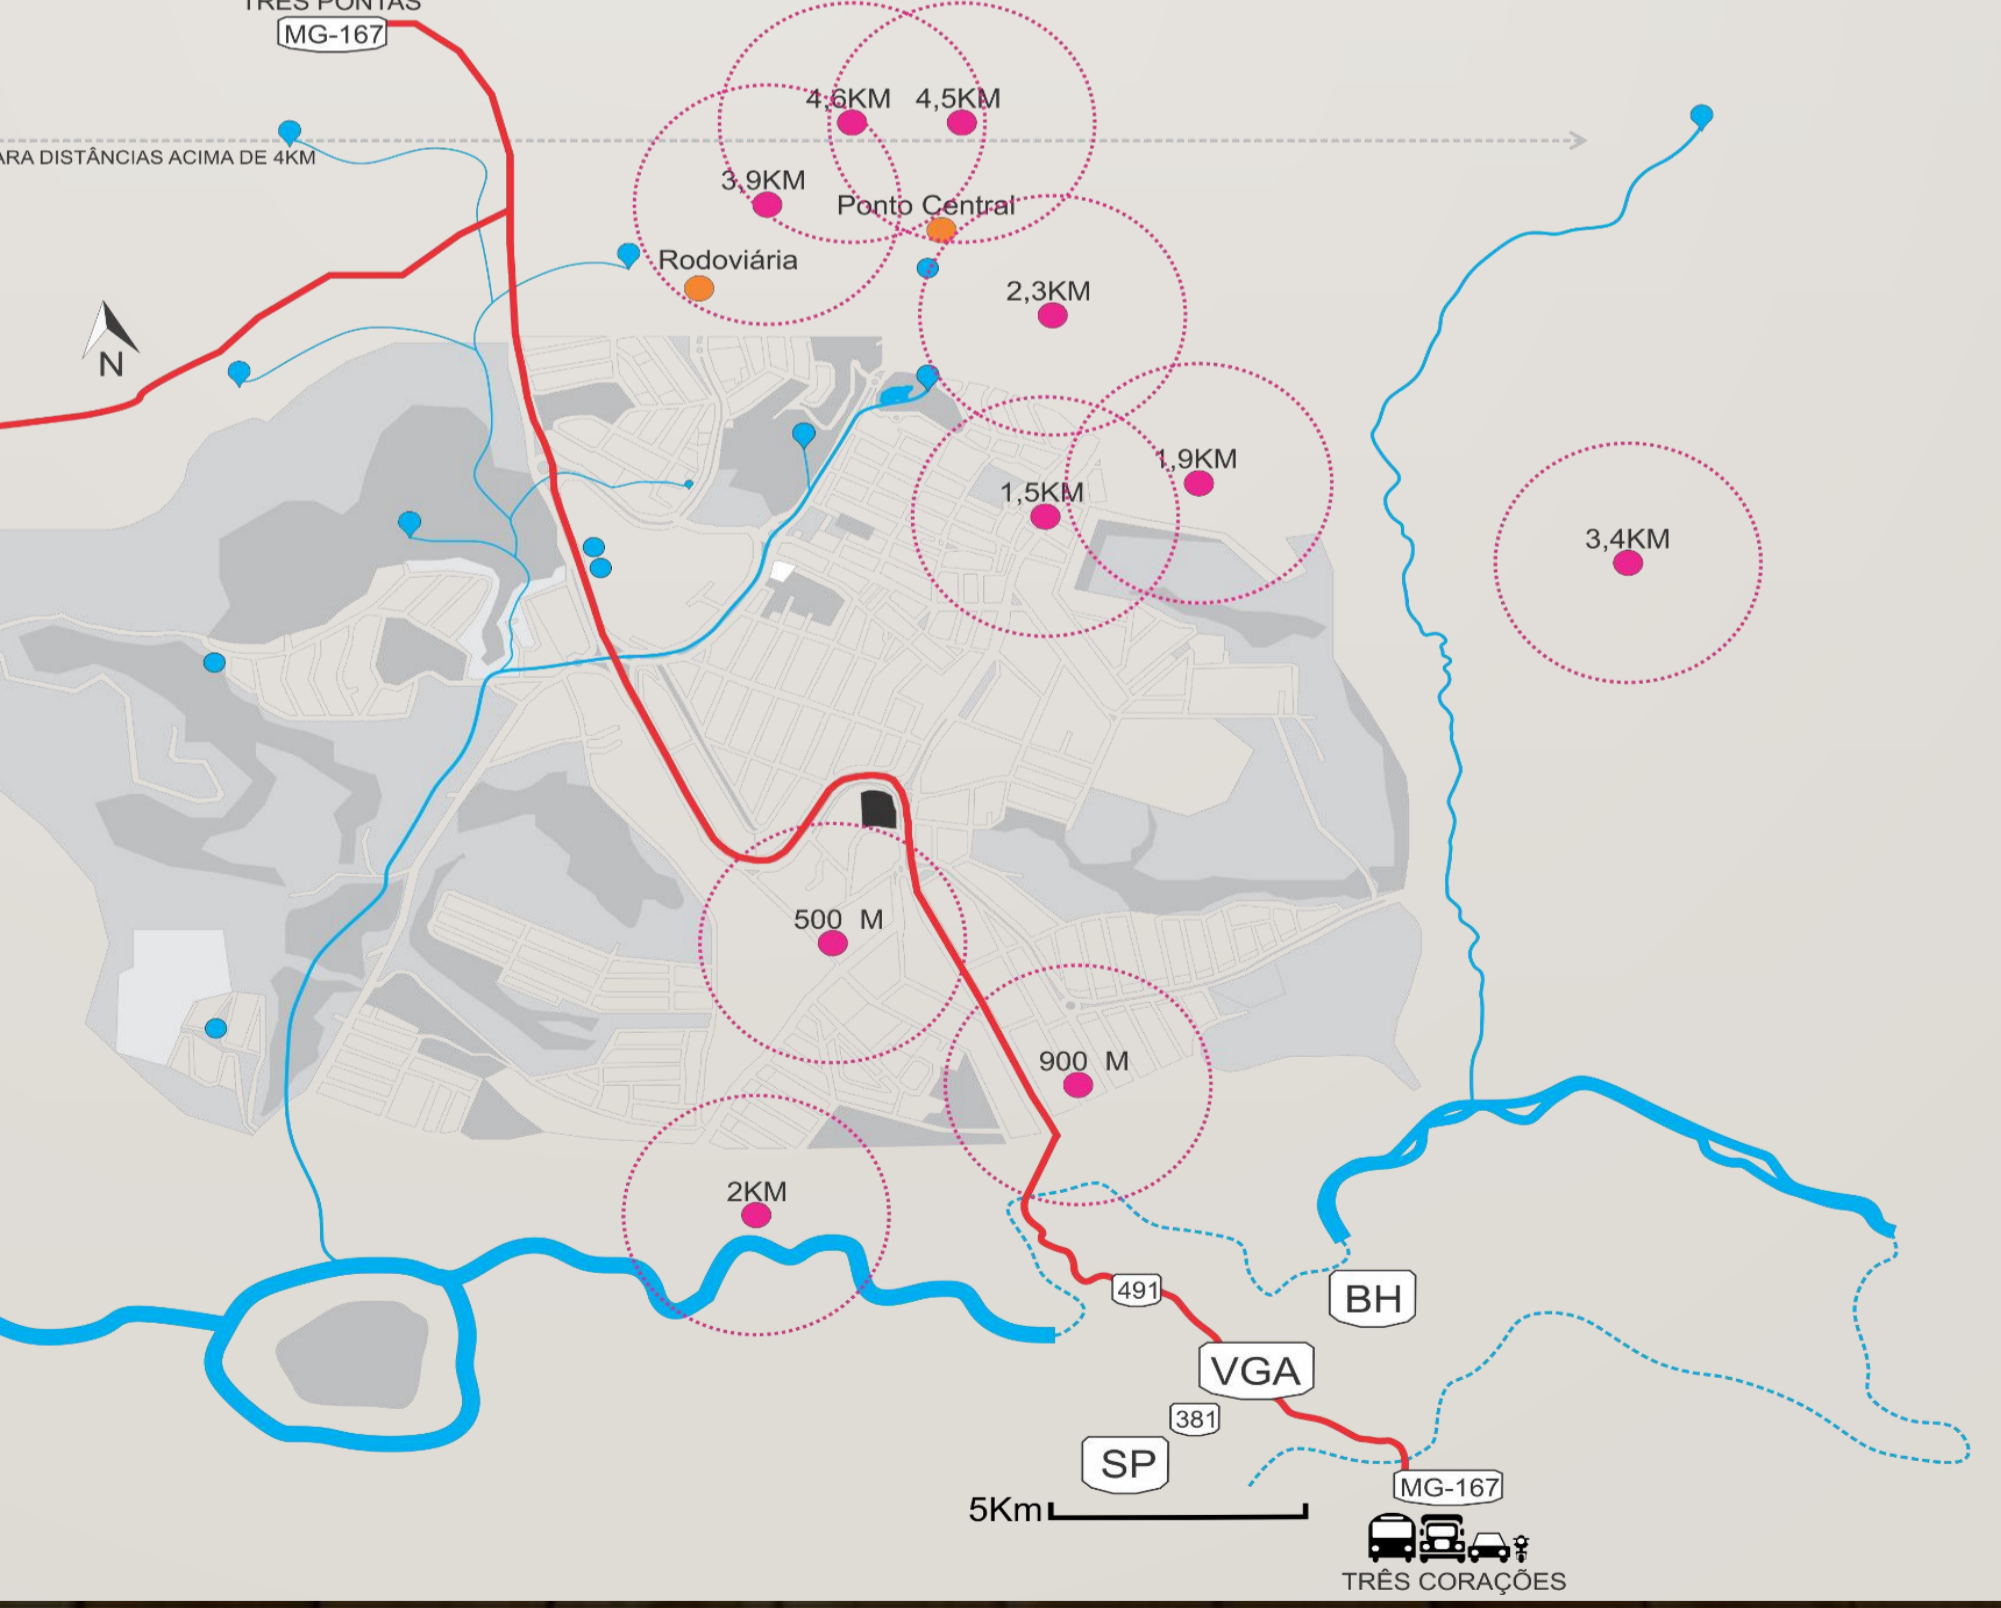 TRÊS PONTAS
MG-167
4,6KM
4,5KM
ARA DISTÂNCIAS ACIMA DE 4KM
3,9KM
Ponto Central
Rodoviária
2,3KM
N
1,9KM
1,5KM
3,4KM
500 M
900 M
2KM
491
BH
VGA
381
SP
MG-167
5Km
TRÊS CORAÇÕES